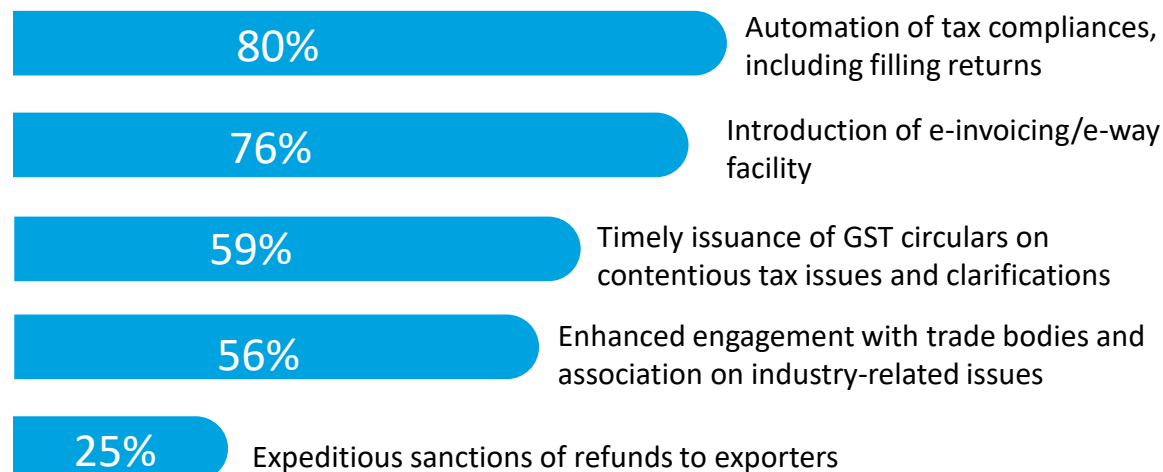 80%
Automation of tax compliances,
including filling returns
76%
Introduction of e-invoicing/e-way
facility
59%
Timely issuance of GST circulars on
contentious tax issues and clarifications
56%
Enhanced engagement with trade bodies and
association on industry-related issues
25%
Expeditious sanctions of refunds to exporters